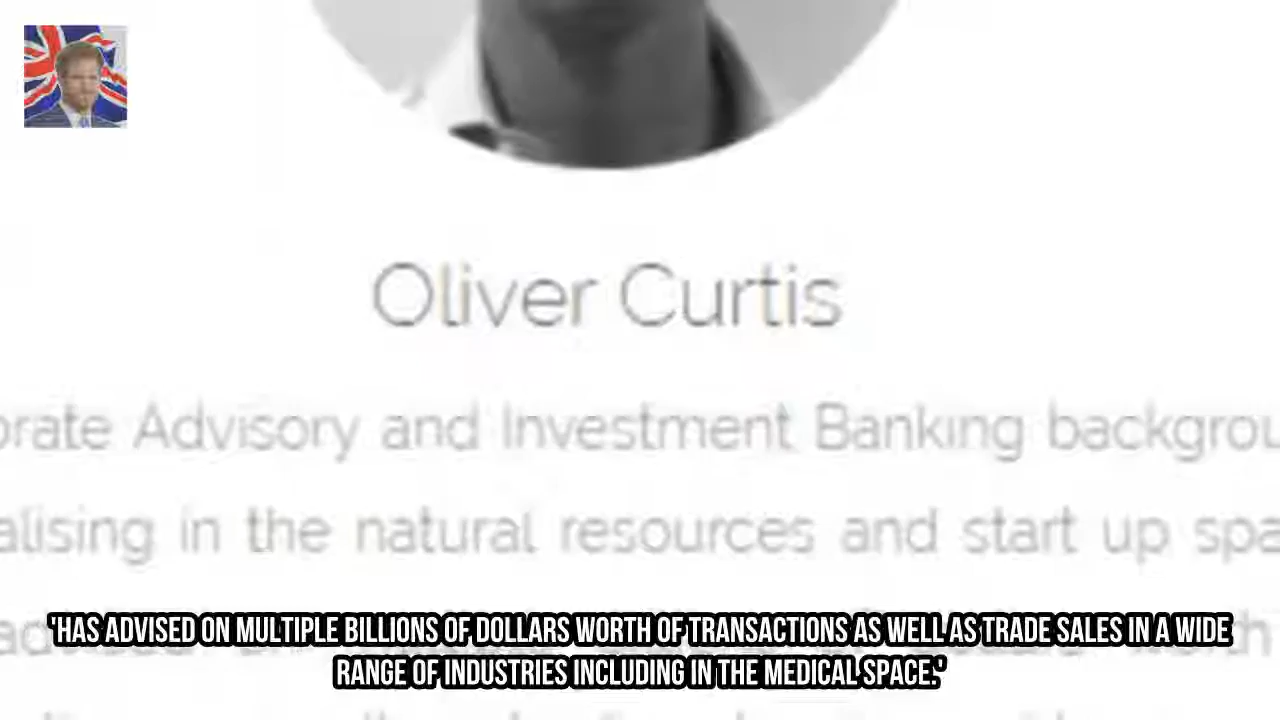 Oliver Curtis
orate Advisory and Investment Banking backgrou
alising in the natural resources and start up spa
'HAS ADVISED ON MULTIPLE BILLIONS OF DOLLARS WORTH OF TRANSACTIONS AS WELL AS TRADE SALES IN A WIDE
RANGE OF INDUSTRIES INCLUDING IN THE MEDICAL SPACE.'